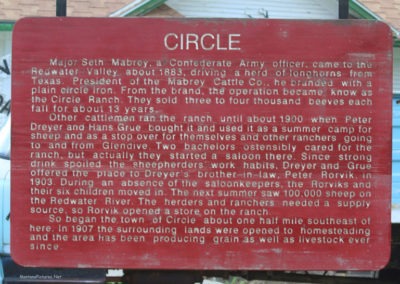 CIRCLE
Major Seth Mabrey, a Confederate Army officer, came to the
Redwater Valley, about 1883, driving a herd of longhorns from
Texas. President of the Mabrey Cattle Co., he branded with a
plain circle iron. From the brand, the operation became know as
the Circle Ranch. They sold three to four thousand beeves each
fall for about 13 years.
Other cattlemen ran the ranch until about 1900 when Peter
Dreyer and Hans Grue bought it and used it as a summer camp for
sheep and as a stop over for themselves and other ranchers going
to and from Glendive. Two bachelors ostensibly cared for the
ranch, but actually they started a saloon there. Since strong
drink spoiled the sheepherders' work habits, Dreyer and Grue
offered the place to Dreyer's brother in law, Peter Rorvik, in
1903. During an absence of the saloonkeepers, the Rorviks and
their six children moved in. The next summer saw 100,000 sheep on
the Redwater River. The herders and ranchers needed a supply
source, so Rorvik opened a store on the ranch.
So began the town of Circle about one half mile southeast of
here. In 1907 the surrounding lands were opened to homesteading
and the area has been producing grain as well as livestock ever
since.
MontanaPictures.Net